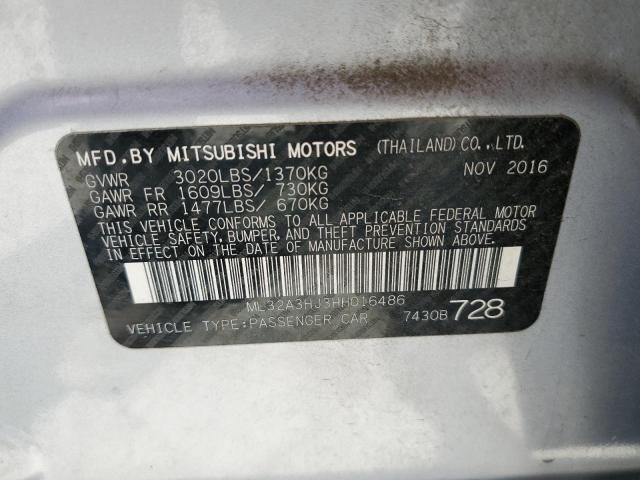 MFD.BY MITSUBISHI MOTORS (THAILAND) CO.,LTD.
GVWR 3020LBS/1370KG NOV 2016
GAWR FR 1609LBS/ 730KG
GAWR RR 1477LBS/ 670KG
THIS VEHICLE CONFORMS TO ALL APPLICABLE FEDERAL MOTOR
VEHICLE SAFETY, BUMPER, AND THEFT PREVENTION STANDARDS
IN EFFECT ON THE DATE OF MANUFACTURE SHOWN ABOVE.
ML32A3HJ3HH016486
VEHICLE TYPE:PASSENGER CAR 7430B 728